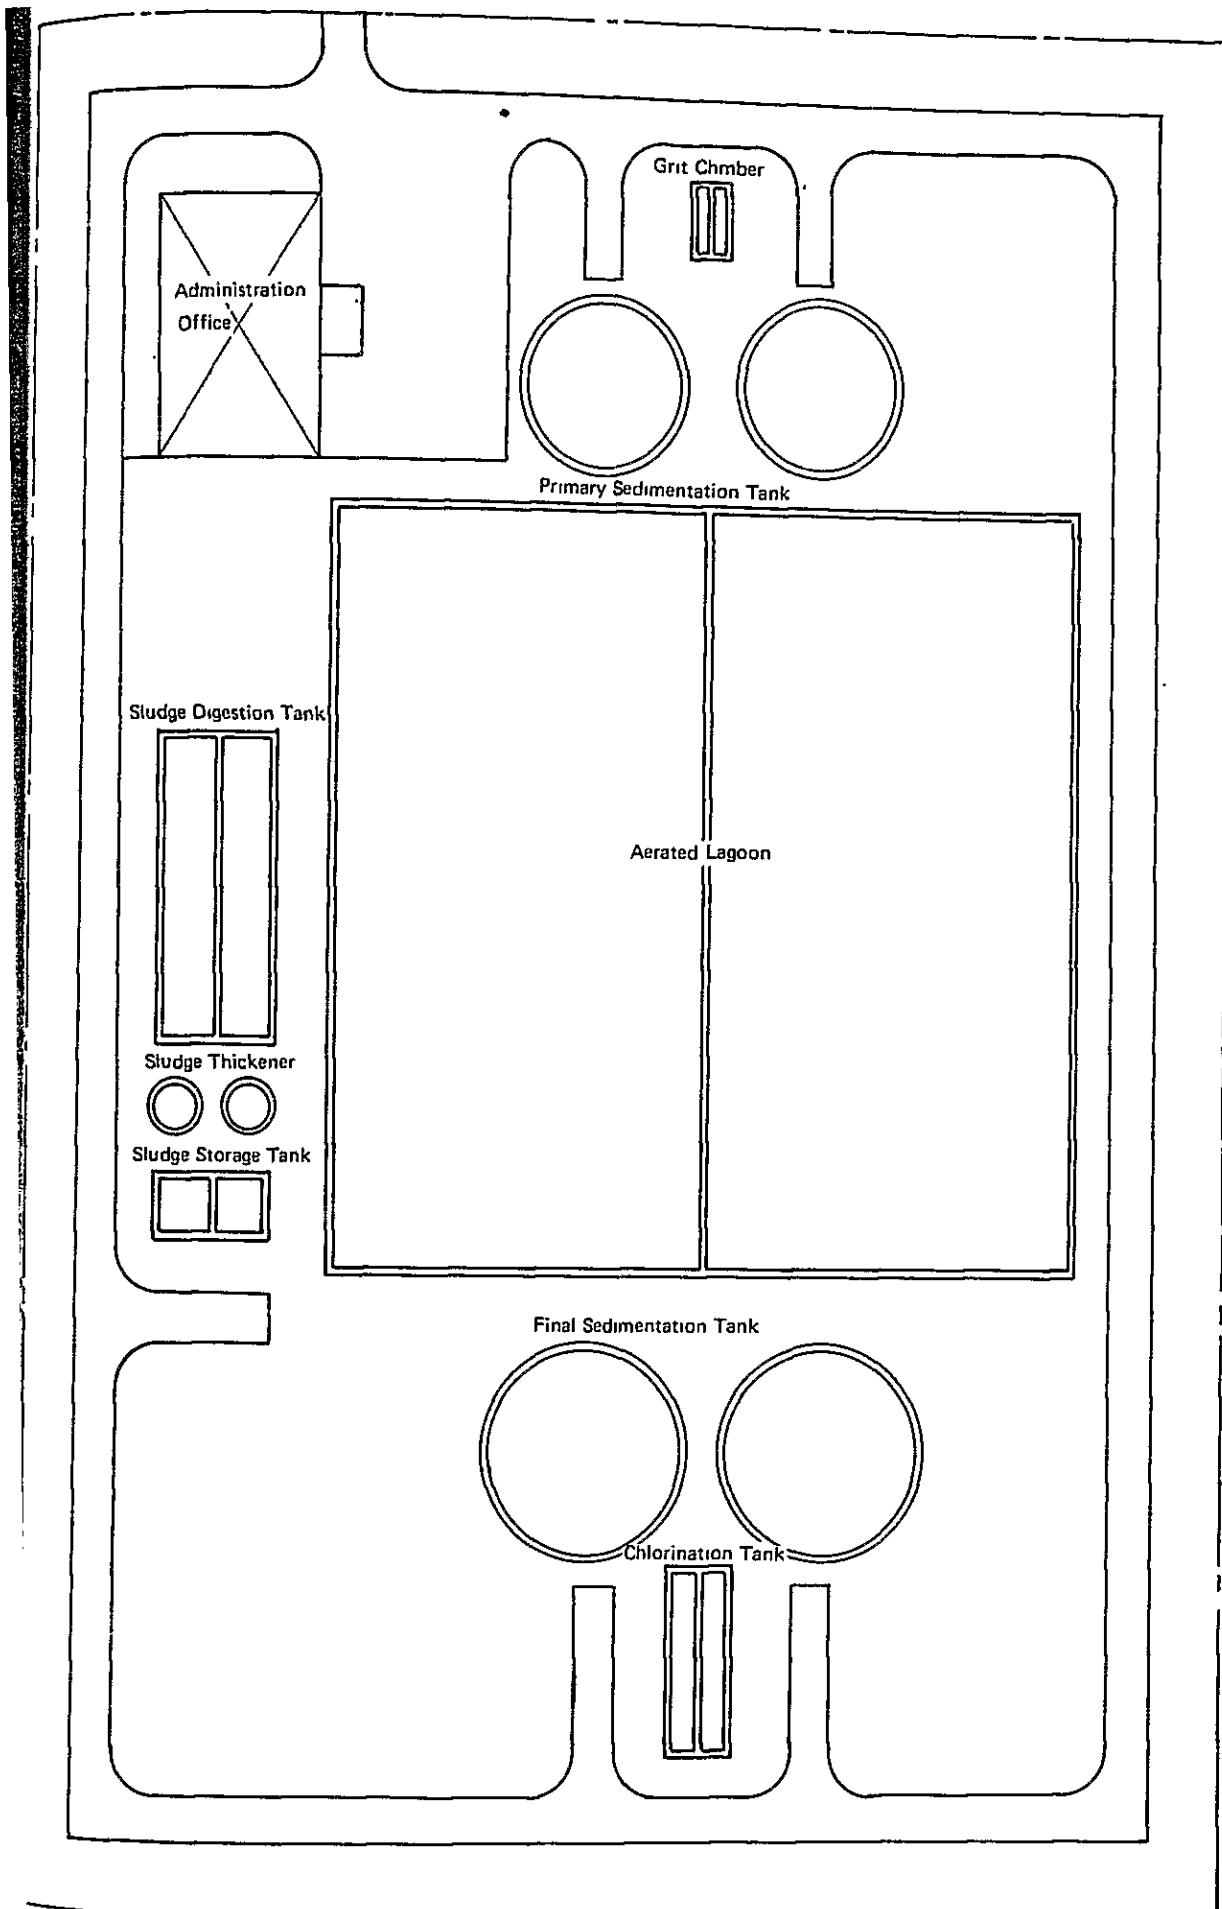 Grit Chmber
Administration
Office
Primary Sedimentation Tank
Sludge Digestion Tank
Aerated Lagoon
Sludge Thickener
Sludge Storage Tank
Final Sedimentation Tank
Chlorination Tank